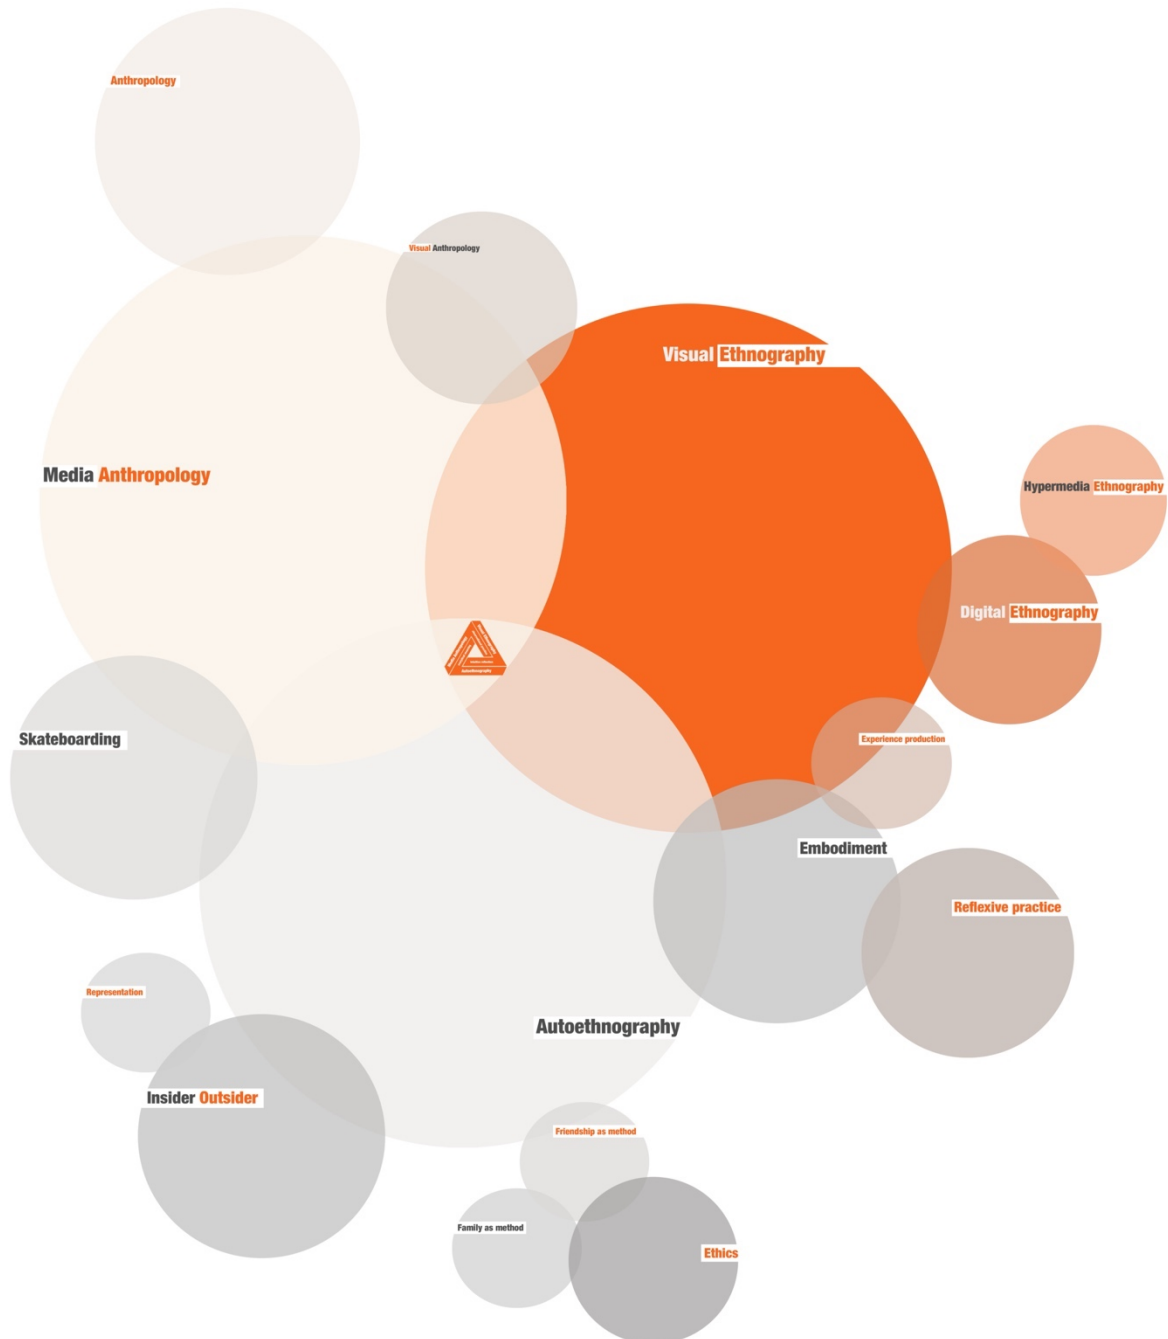 Anthropology
Visual Anthropology
Visual Ethnography
Media Anthropology
Hypermedia Ethnography
Digital Ethnography
Autoethnography
Skateboarding
Experience production
Embodiment
Reflexive practice
Representation
Autoethnography
Insider Outsider
Friendship as method
Family as method
Ethics